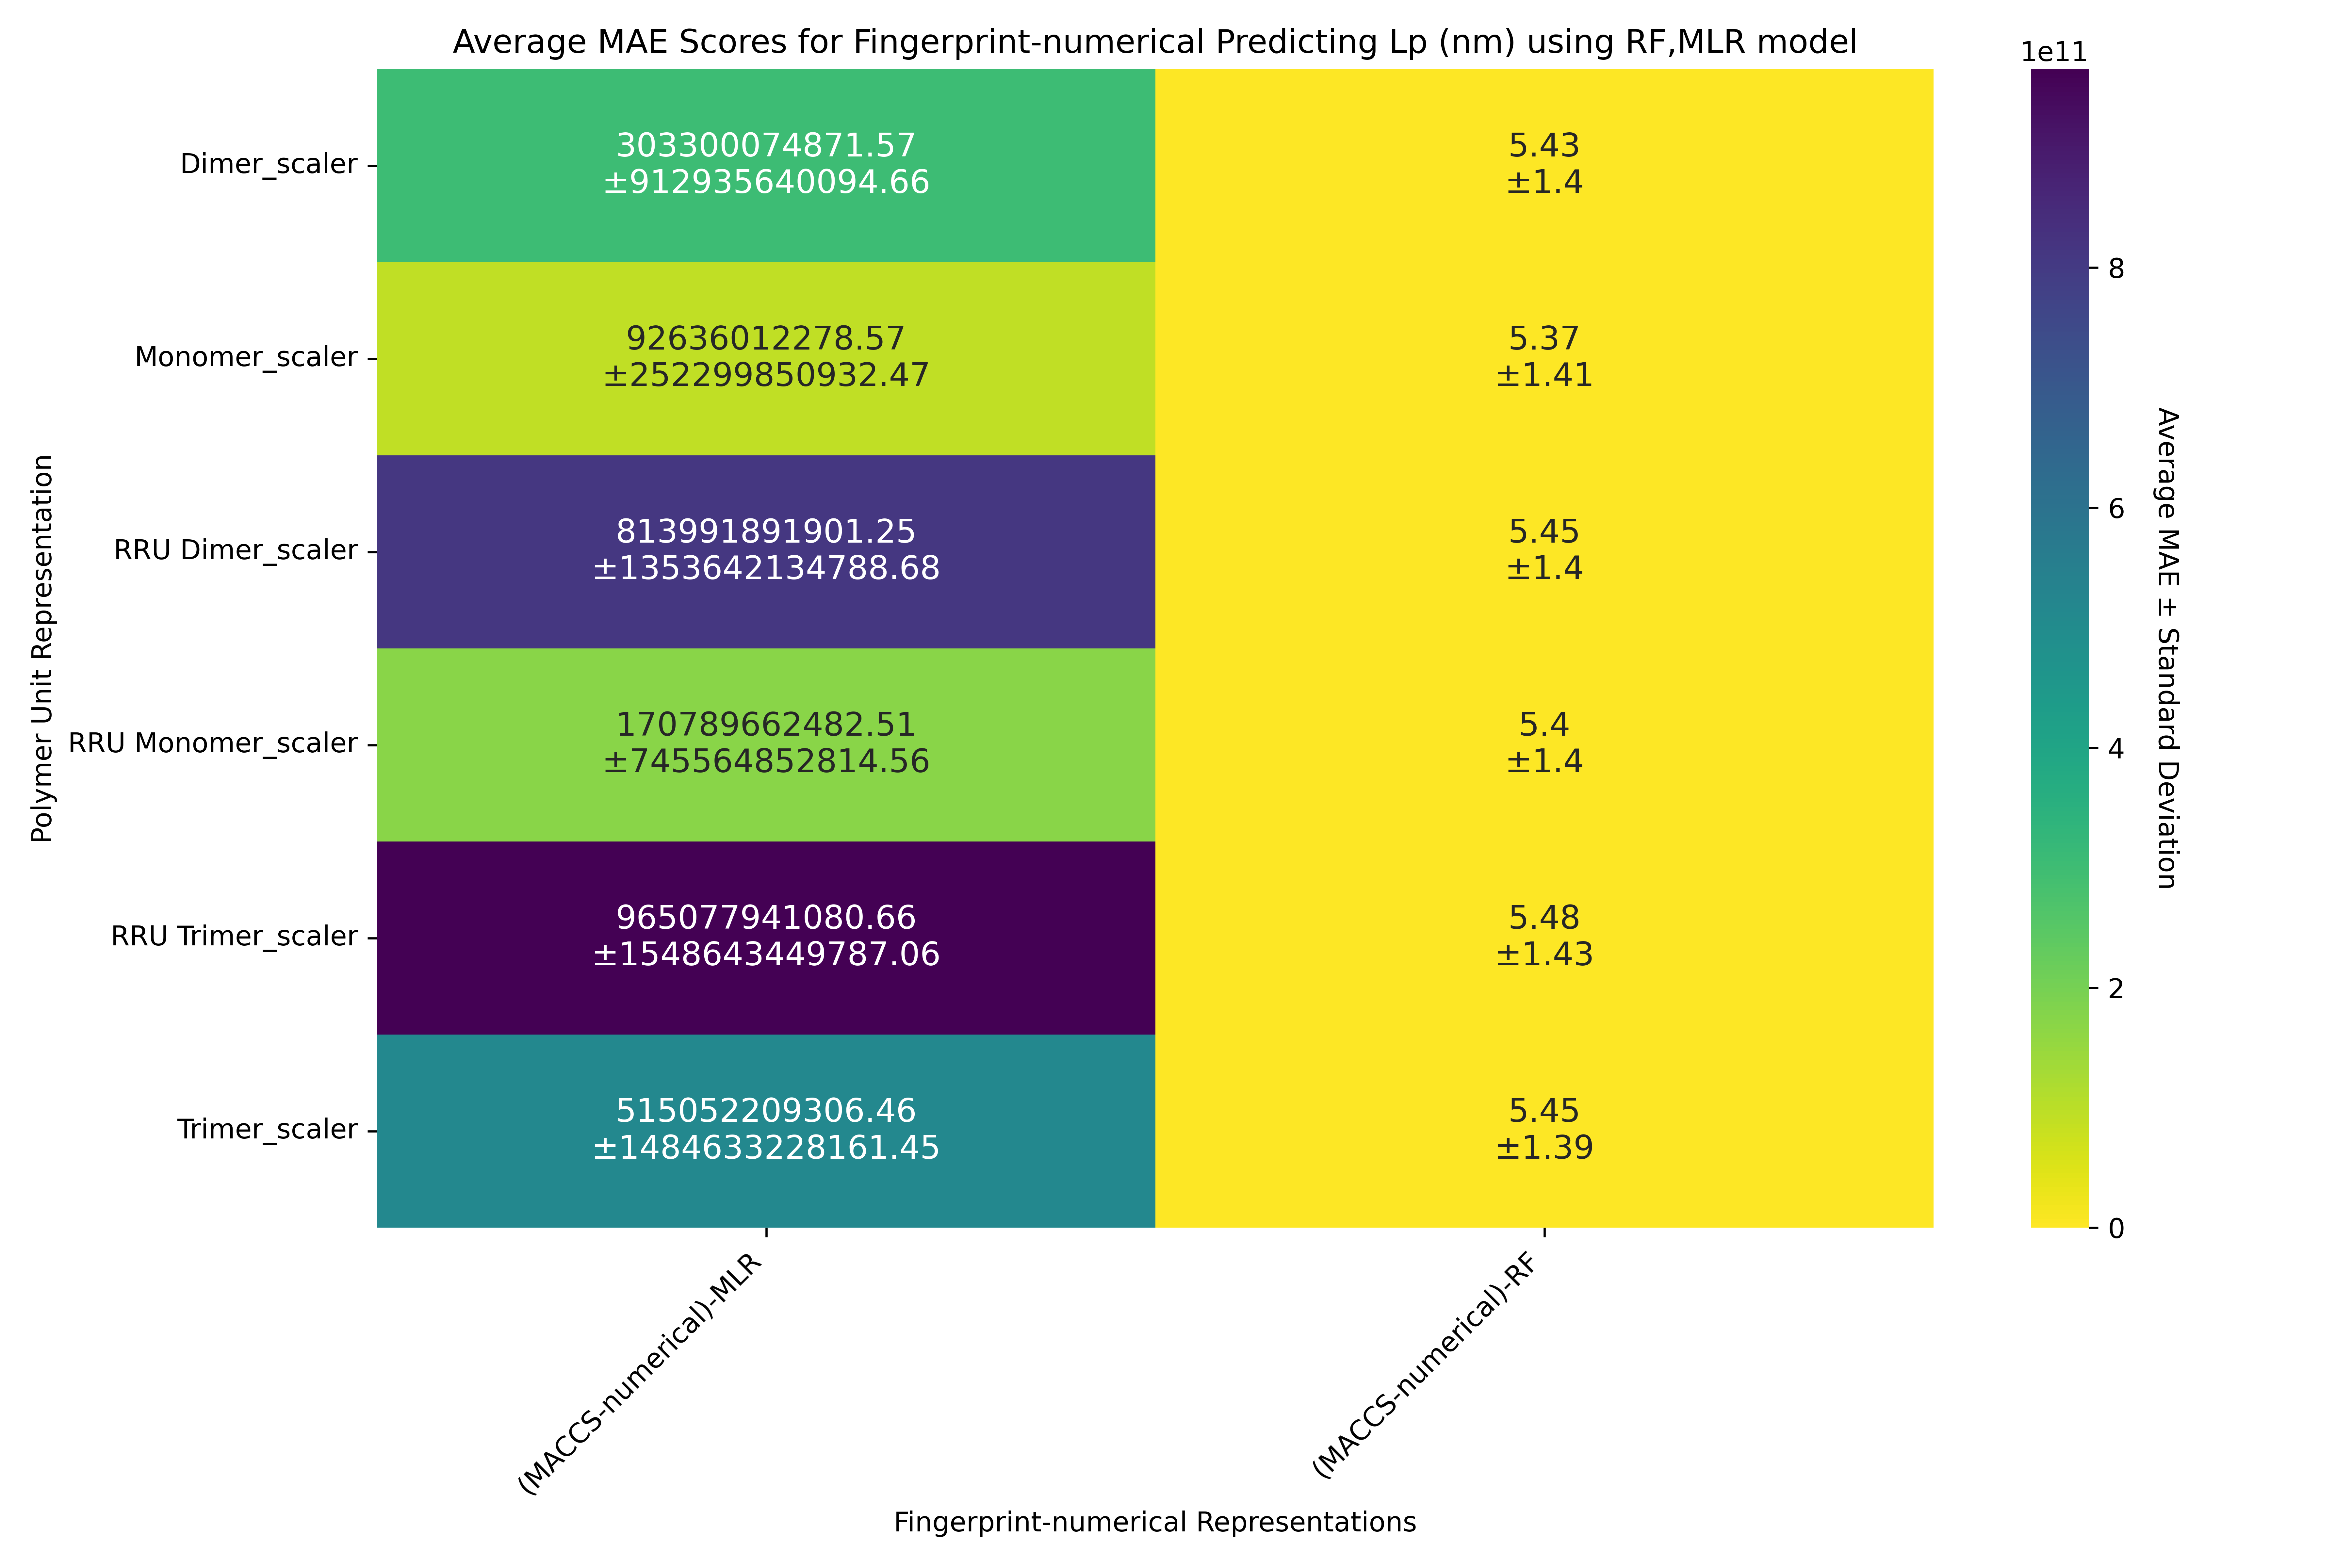 Average MAE Scores for Fingerprint-numerical Predicting Lp (nm) using RF,MLR model
1e11
Polymer Unit Representation
Dimer_scaler
303300074871.57
±912935640094.66
5.43
±1.4
Monomer_scaler
92636012278.57
±252299850932.47
5.37
±1.41
RRU Dimer_scaler
813991891901.25
±1353642134788.68
5.45
±1.4
RRU Monomer_scaler
170789662482.51
±745564852814.56
5.4
±1.4
RRU Trimer_scaler
965077941080.66
±1548643449787.06
5.48
±1.43
Trimer_scaler
515052209306.46
±1484633228161.45
5.45
±1.39
8
6
4
2
0
Average MAE ± Standard Deviation
(MACCS-numerical)-MLR
(MACCS-numerical)-RF
Fingerprint-numerical Representations